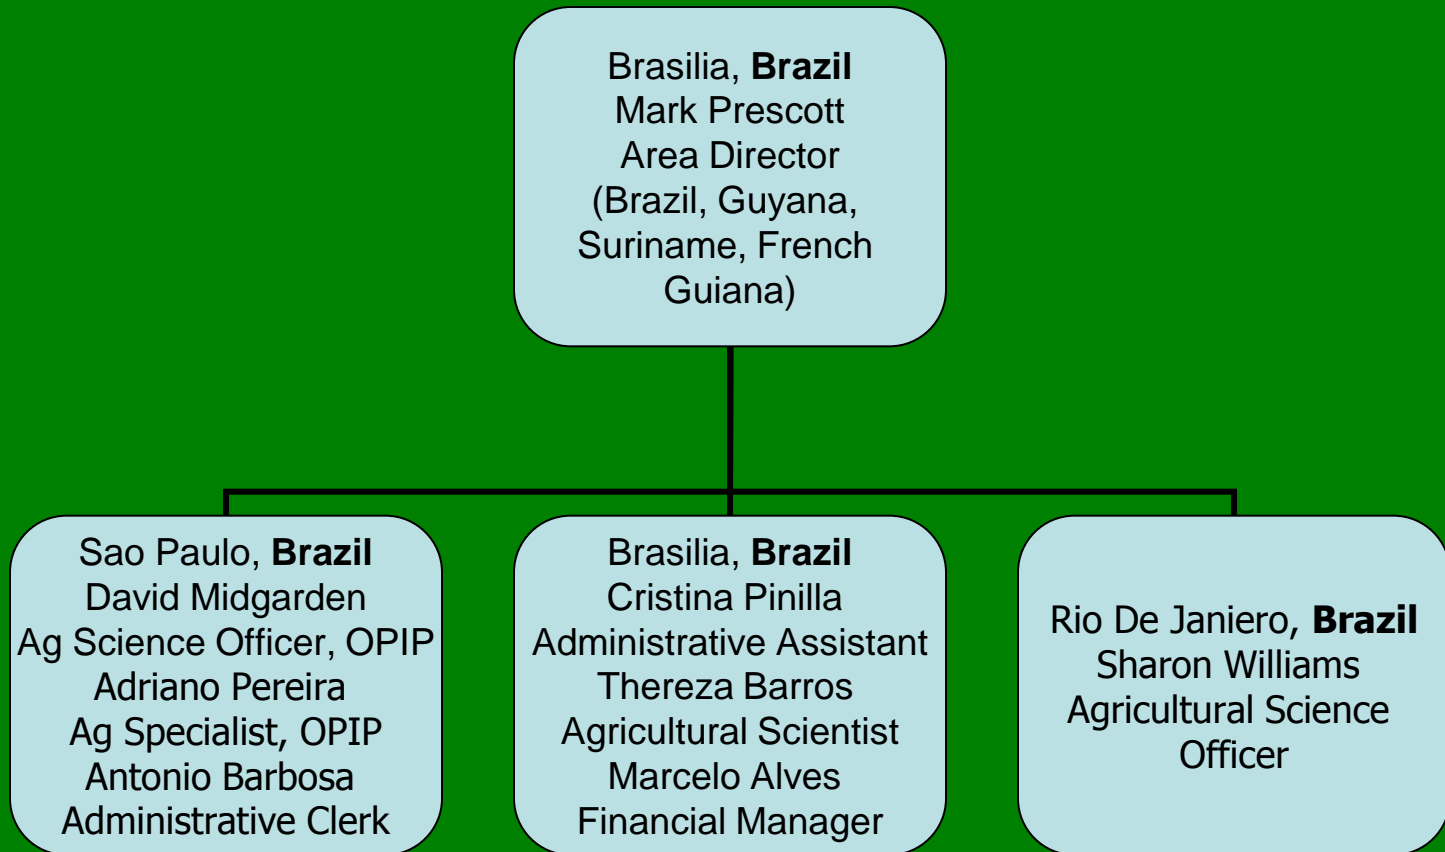 Brasilia, Brazil
Mark Prescott
Area Director
(Brazil, Guyana,
Suriname, French
Guiana)
Sao Paulo, Brazil
David Midgarden
Ag Science Officer, OPIP
Adriano Pereira
Ag Specialist, OPIP
Antonio Barbosa
Administrative Clerk
Brasilia, Brazil
Cristina Pinilla
Administrative Assistant
Thereza Barros
Agricultural Scientist
Marcelo Alves
Financial Manager
Rio De Janiero, Brazil
Sharon Williams
Agricultural Science
Officer